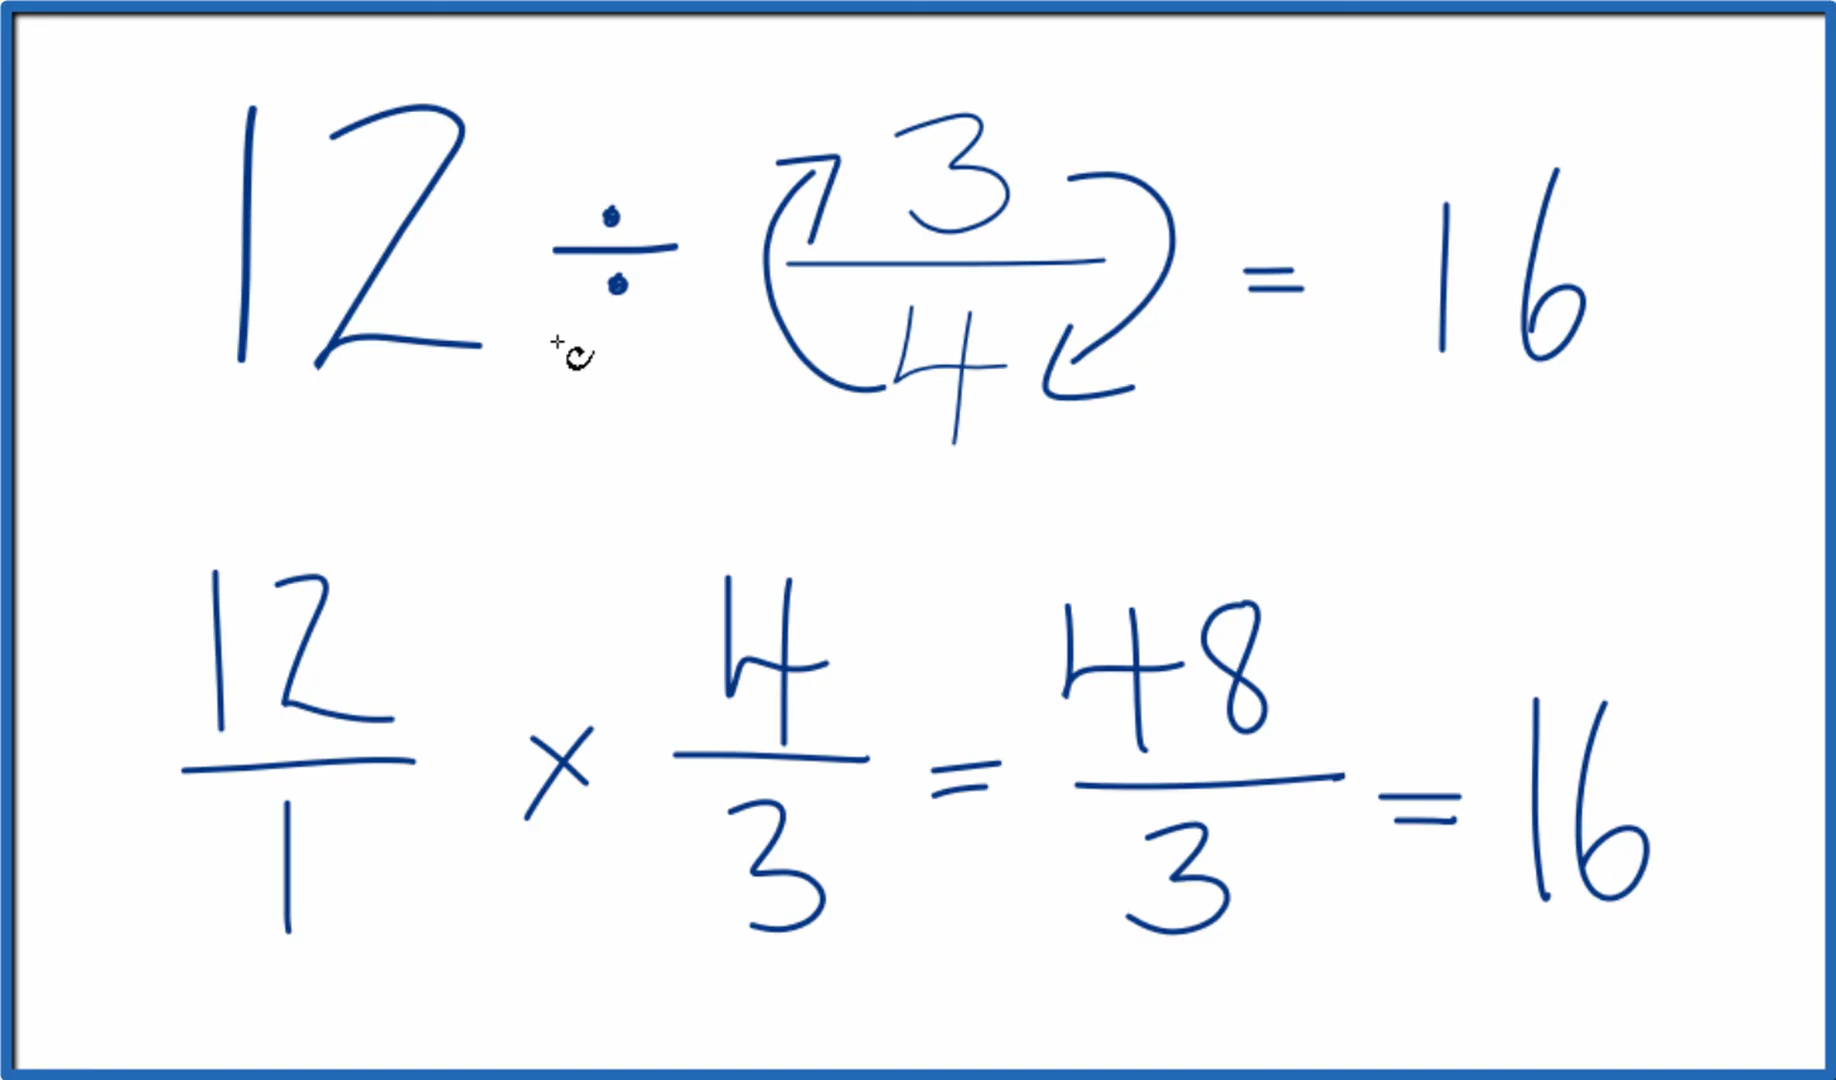 12 ÷ 3/4 = 16
12/1 × 4/3 = 48/3 = 16